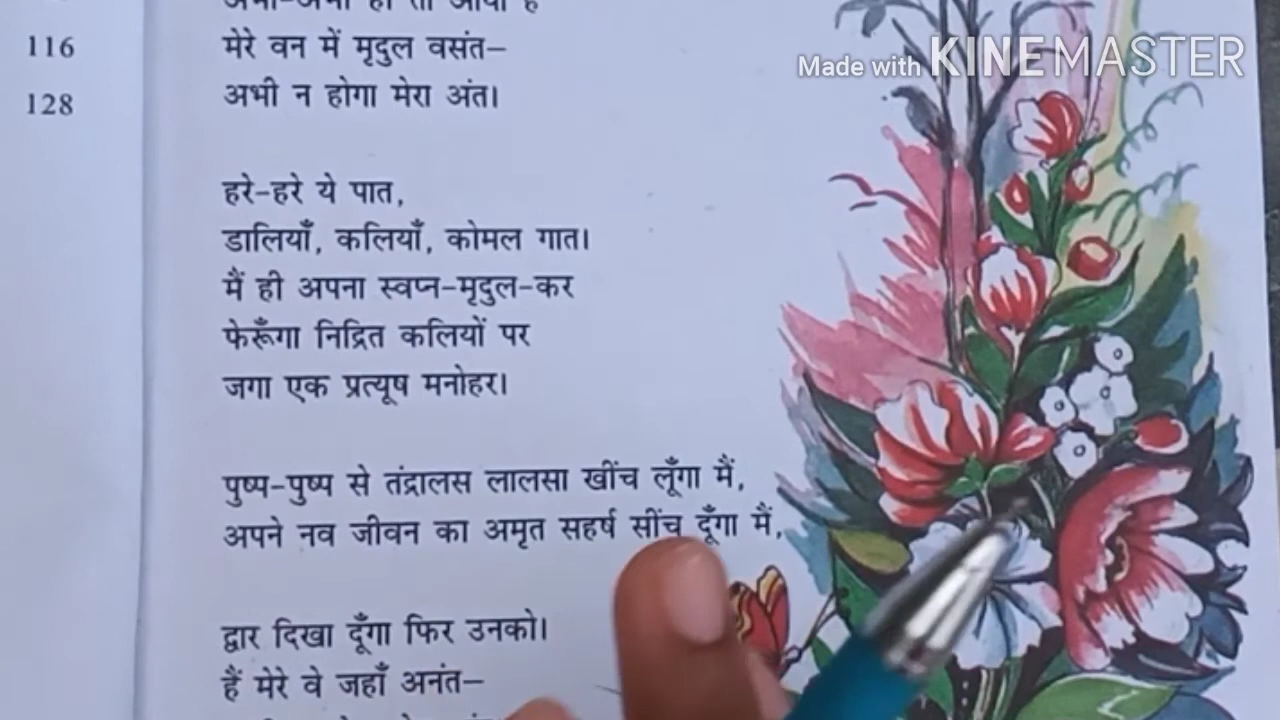 116
128
Made with KINEMASTER
मेरे वन में मृदुल वसंत–
अभी न होगा मेरा अंत।
हरे-हरे ये पात,
डालियाँ, कलियाँ, कोमल गात।
मैं ही अपना स्वप्न-मृदुल-कर
फेरूँगा निद्रित कलियों पर
जगा एक प्रत्यूष मनोहर।
पुष्प-पुष्प से तंद्रालस लालसा खींच लूँगा मैं,
अपने नव जीवन का अमृत सहर्ष सींच दूँगा मैं,
द्वार दिखा दूँगा फिर उनको।
हैं मेरे वे जहाँ अनंत–